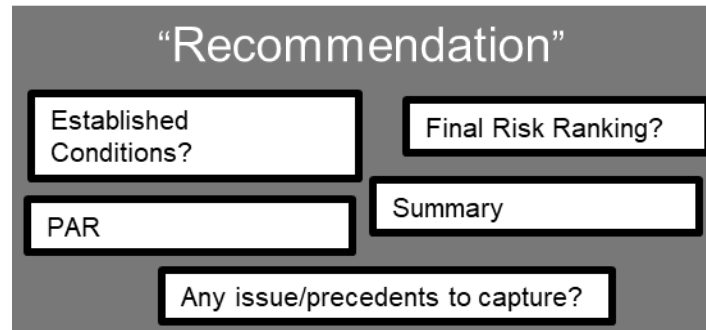 “Recommendation”
Established
Conditions?
Final Risk Ranking?
PAR
Summary
Any issue/precedents to capture?